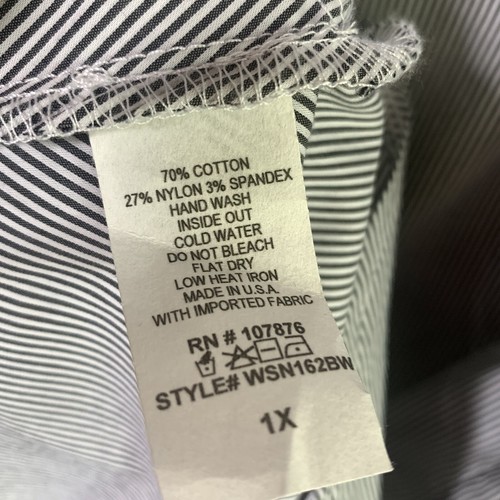 70% COTTON
27% NYLON 3% SPANDEX
HAND WASH
INSIDE OUT
COLD WATER
DO NOT BLEACH
FLAT DRY
LOW HEAT IRON
MADE IN U.S.A.
WITH IMPORTED FABRIC
RN # 107876
STYLE# WSN162BW
1X